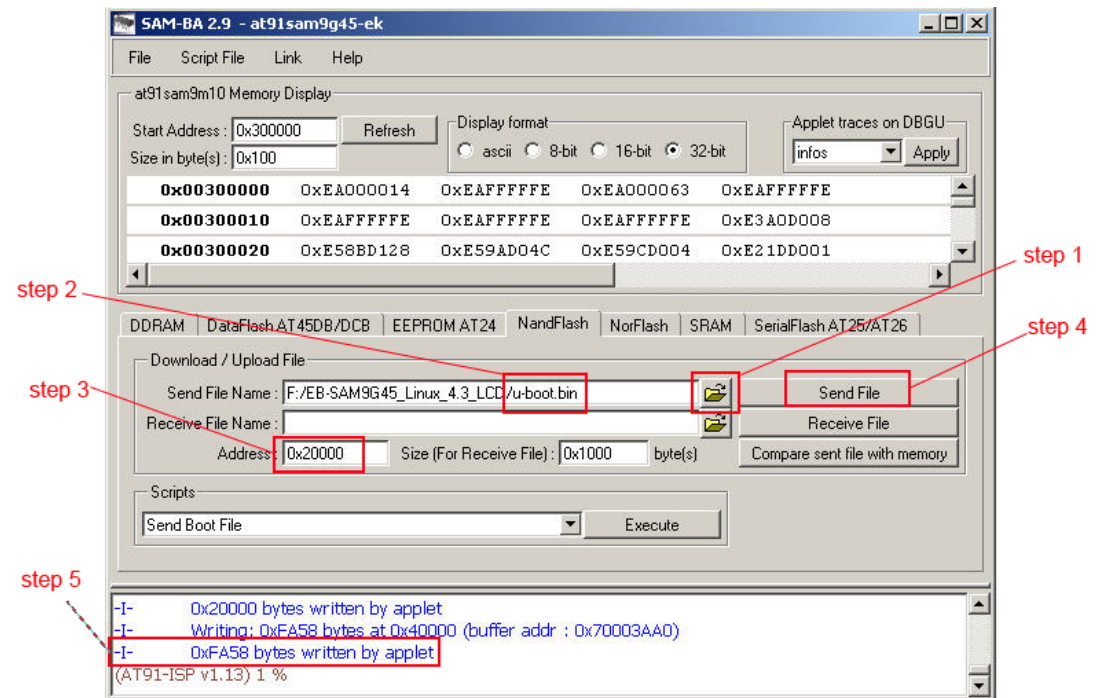 SAM-BA 2.9 - at91sam9g45-ek
File Script File Link Help
at91sam9m10 Memory Display
Start Address : 0x300000 Refresh
Size in byte(s) : 0x100
Display format
ascii 8-bit 16-bit 32-bit
Applet traces on DBGU
infos Apply
0x00300000 0xEA000014 0xEAFFFFFE 0xEA000063 0xEAFFFFFE
0x00300010 0xEAFFFFFE 0xEAFFFFFE 0xEAFFFFFE 0xE3A0D008
0x00300020 0xE58BD128 0xE59AD04C 0xE59CD004 0xE21DD001
step 1
step 2
DDRAM DataFlash AT45DB/DCB EEPROM AT24 NandFlash NorFlash SRAM SerialFlash AT25/AT26
step 4
Download / Upload File
step 3
Send File Name : F:/EB-SAM9G45_Linux_4.3_LCD/u-boot.bin Send File
Receive File Name : Receive File
Address : 0x20000 Size (For Receive File) : 0x1000 byte(s) Compare sent file with memory
Scripts
Send Boot File Execute
step 5
-I- 0x20000 bytes written by applet
-I- Writing: 0xFA58 bytes at 0x40000 (buffer addr : 0x70003AA0)
-I- 0xFA58 bytes written by applet
(AT91-ISP v1.13) 1 %